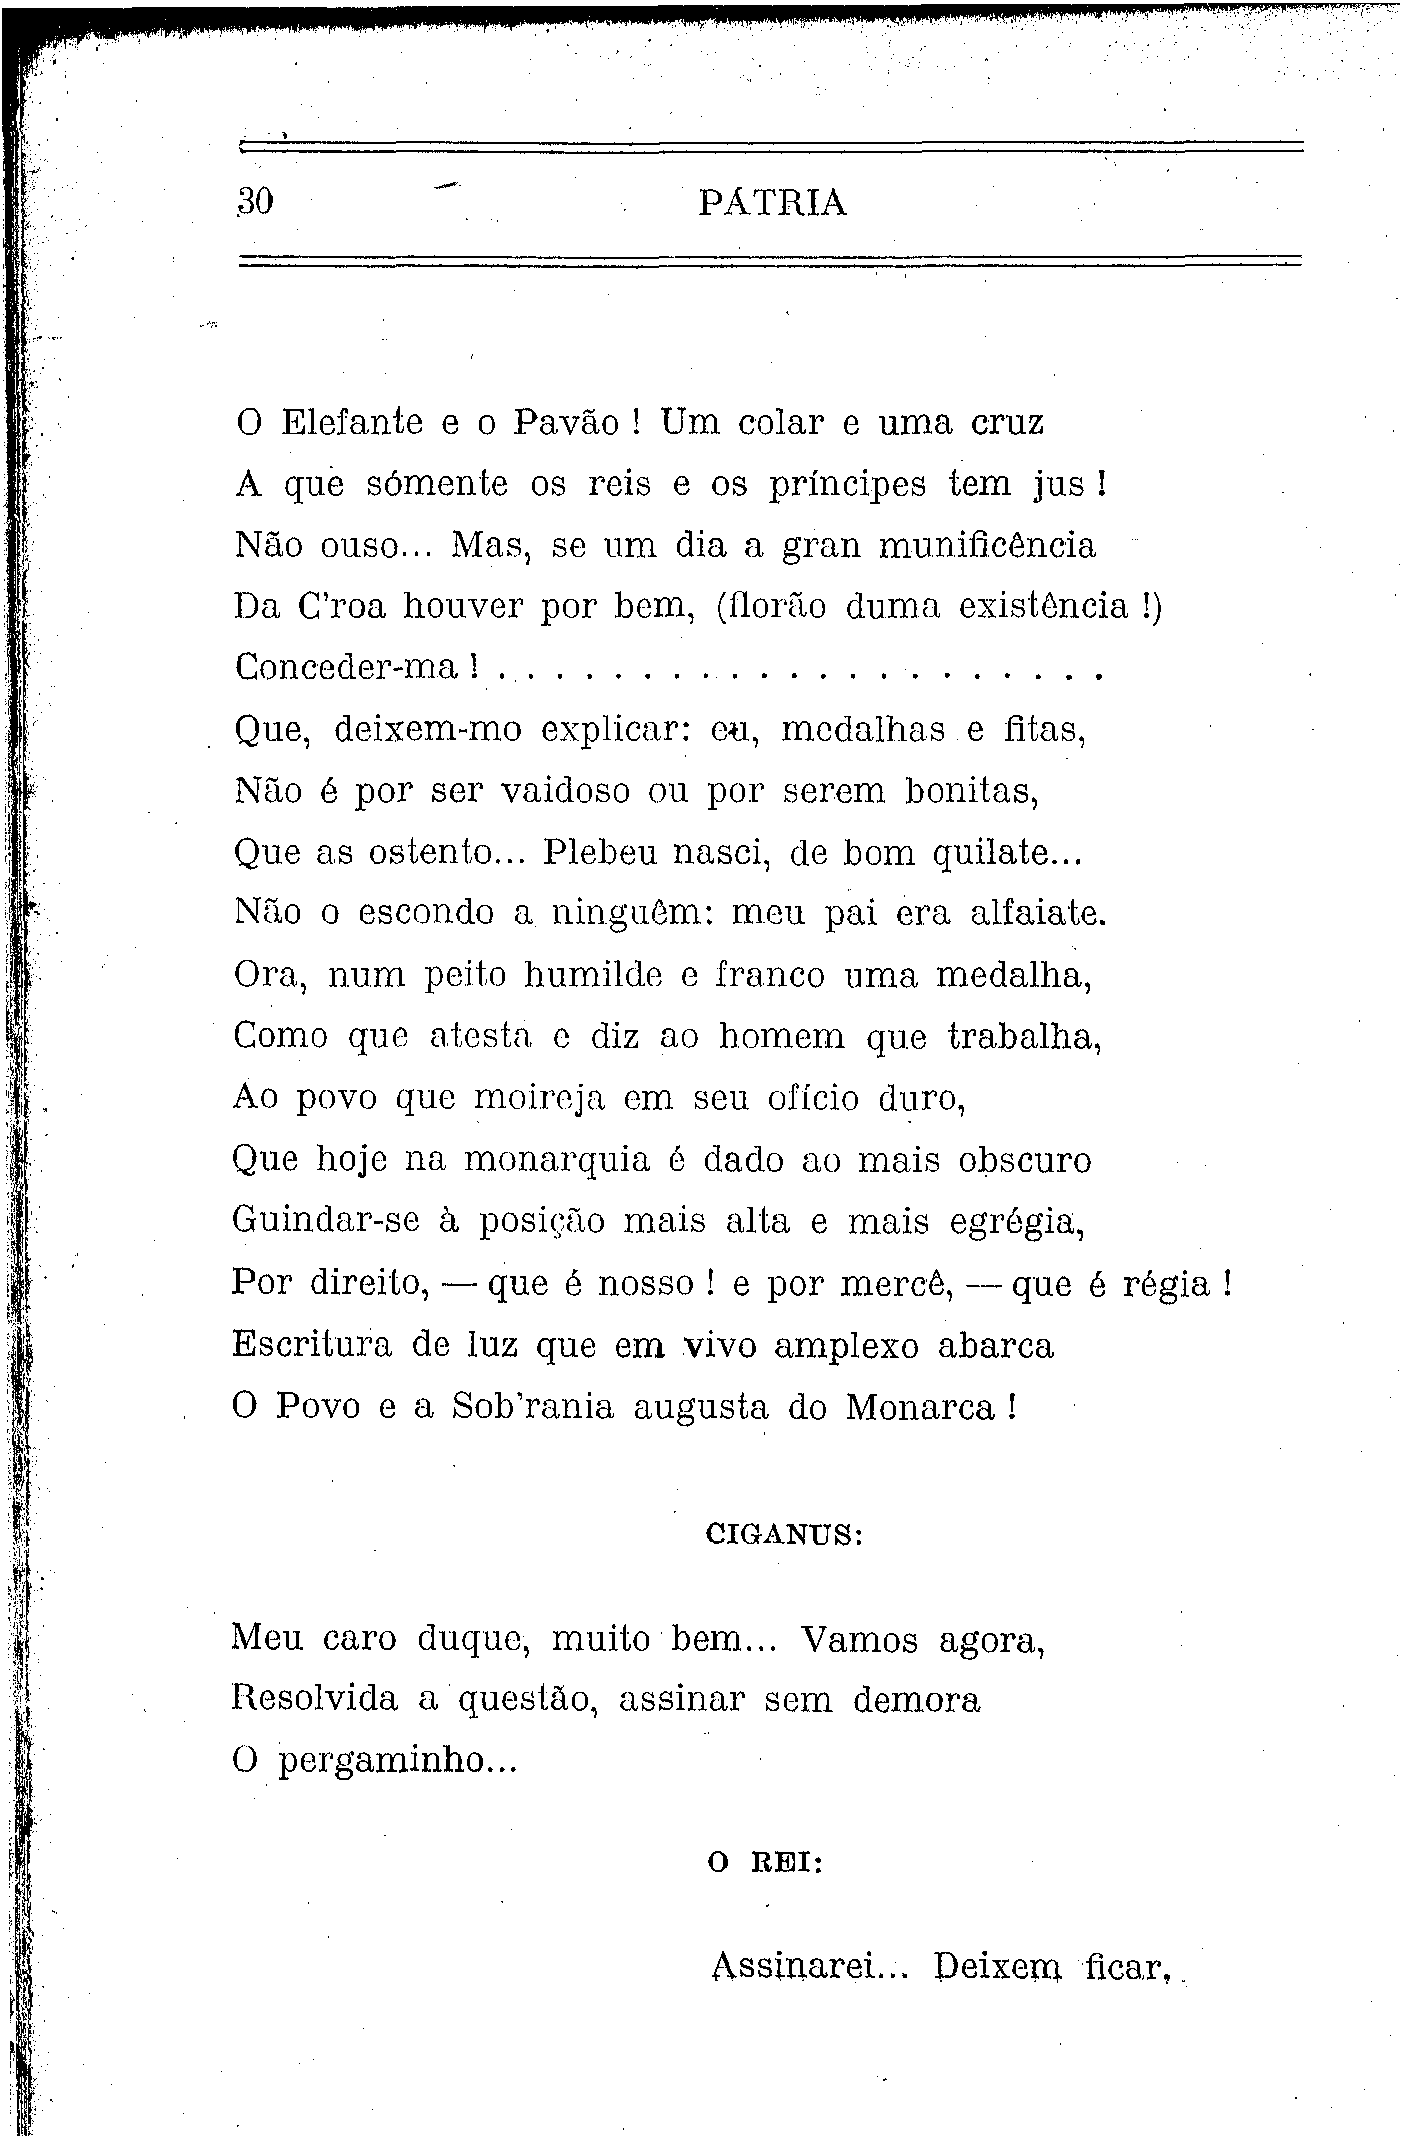 30 PÁTRIA
O Elefante e o Pavão ! Um colar e uma cruz
A que sómente os reis e os príncipes tem jus !
Não ouso... Mas, se um dia a gran munificência
Da C'roa houver por bem, (florão duma existência !)
Conceder-ma ! . . . . . . . . . . . . . . . . . . . . .
Que, deixem-mo explicar: eu, medalhas e fitas,
Não é por ser vaidoso ou por serem bonitas,
Que as ostento... Plebeu nasci, de bom quilate...
Não o escondo a ninguêm: meu pai era alfaiate.
Ora, num peito humilde e franco uma medalha,
Como que atesta e diz ao homem que trabalha,
Ao povo que moireja em seu ofício duro,
Que hoje na monarquia é dado ao mais obscuro
Guindar-se à posição mais alta e mais egrégia,
Por direito, — que é nosso ! e por mercê, — que é régia !
Escritura de luz que em vivo amplexo abarca
O Povo e a Sob'rania augusta do Monarca !
CIGANUS:
Meu caro duque, muito bem... Vamos agora,
Resolvida a questão, assinar sem demora
O pergaminho...
O REI:
Assinarei... Deixem ficar,